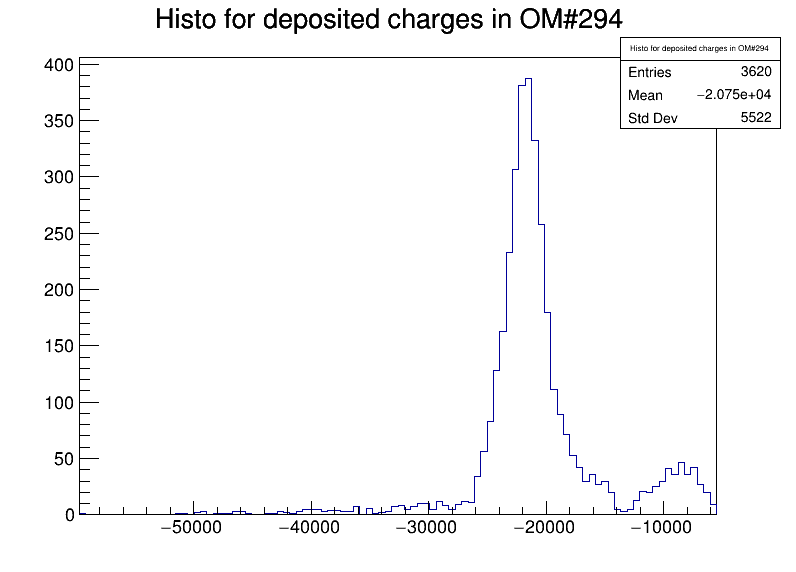 Histo for deposited charges in OM#294
Histo for deposited charges in OM#294
Entries 3620
Mean −2.075e+04
Std Dev 5522
400
350
300
250
200
150
100
50
0
−50000 −40000 −30000 −20000 −10000